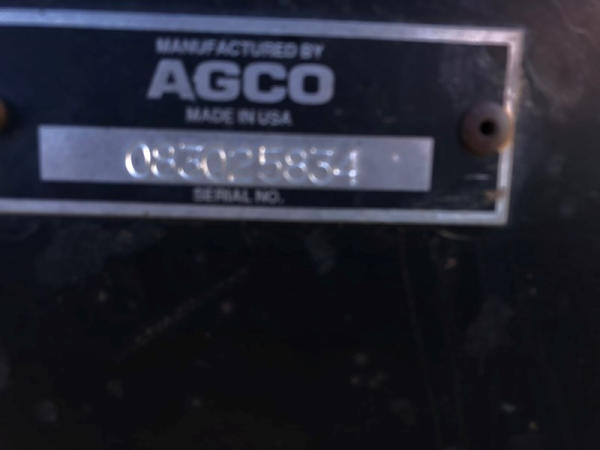 MANUFACTURED BY
AGCO
MADE IN USA
083025834
SERIAL NO.